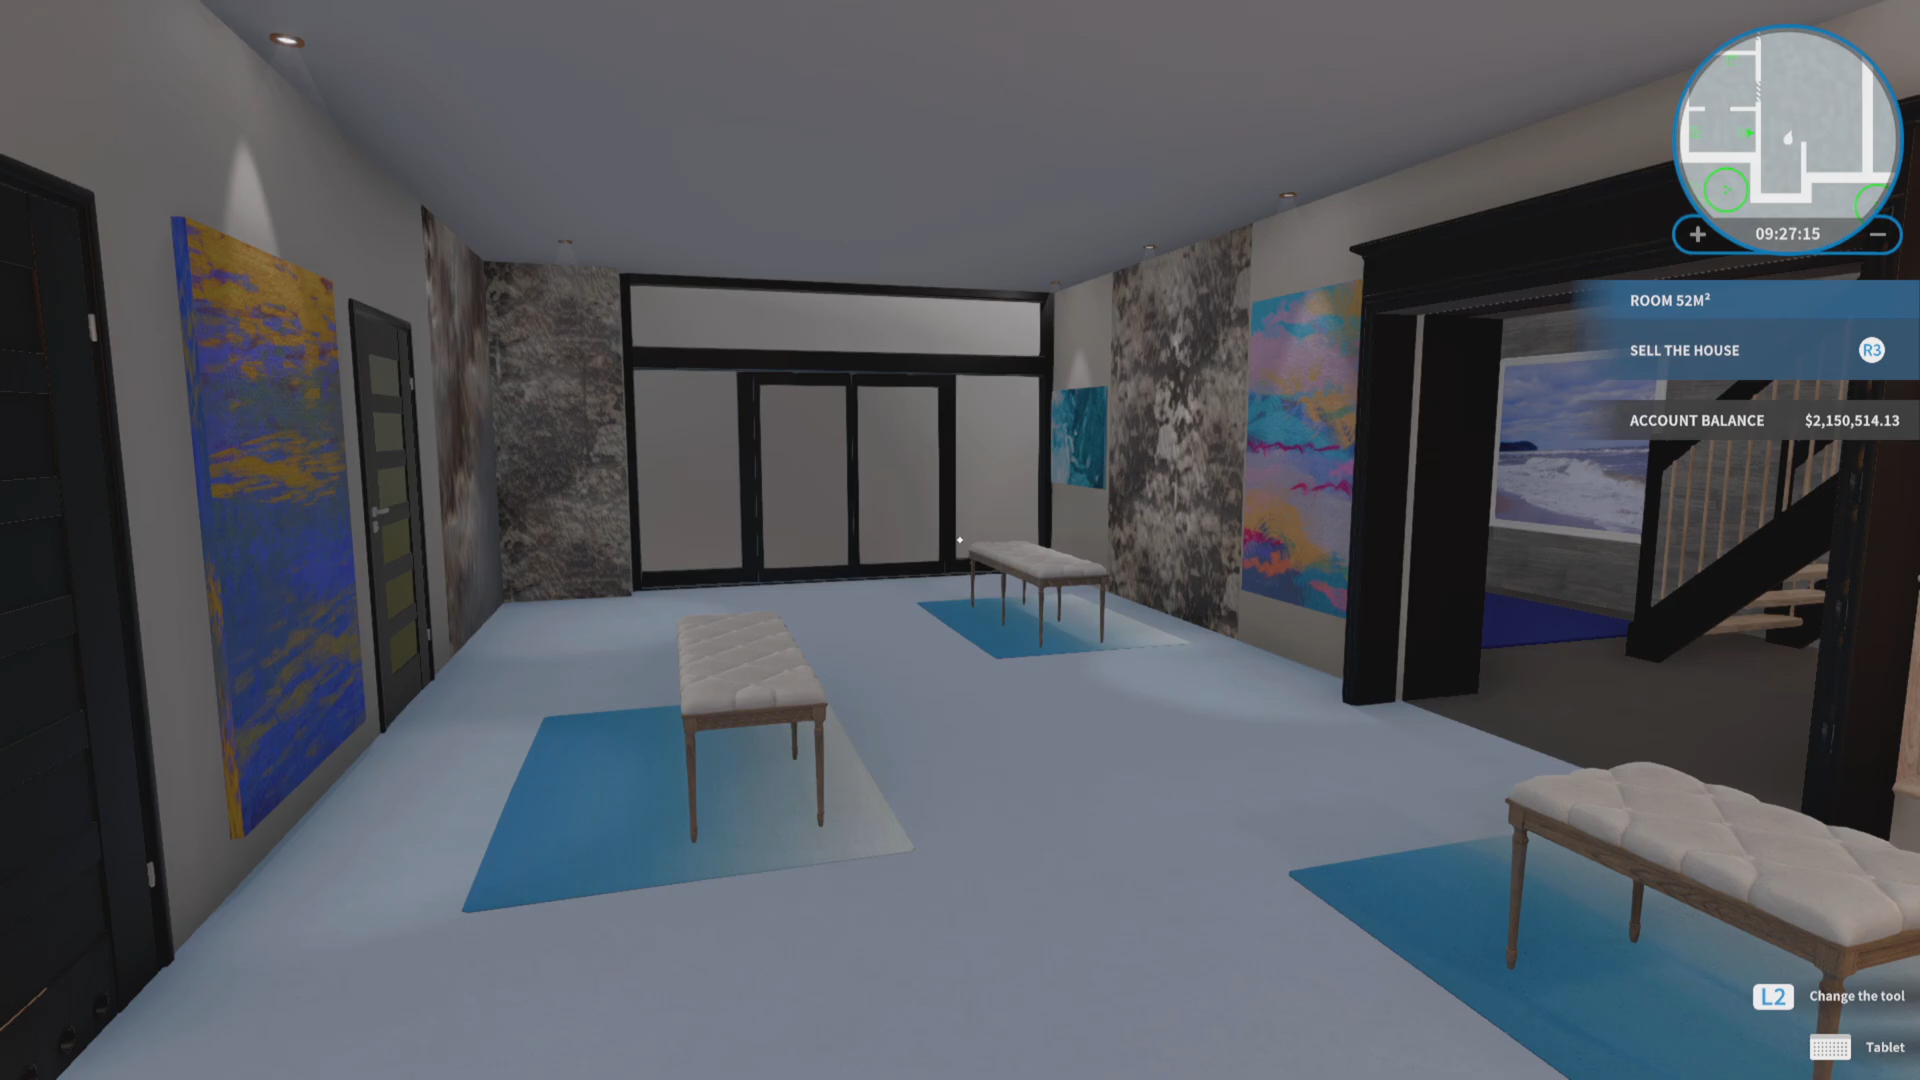 09:27:15
ROOM 52M²
SELL THE HOUSE R3
ACCOUNT BALANCE $2,150,514.13
L2 Change the tool
Tablet